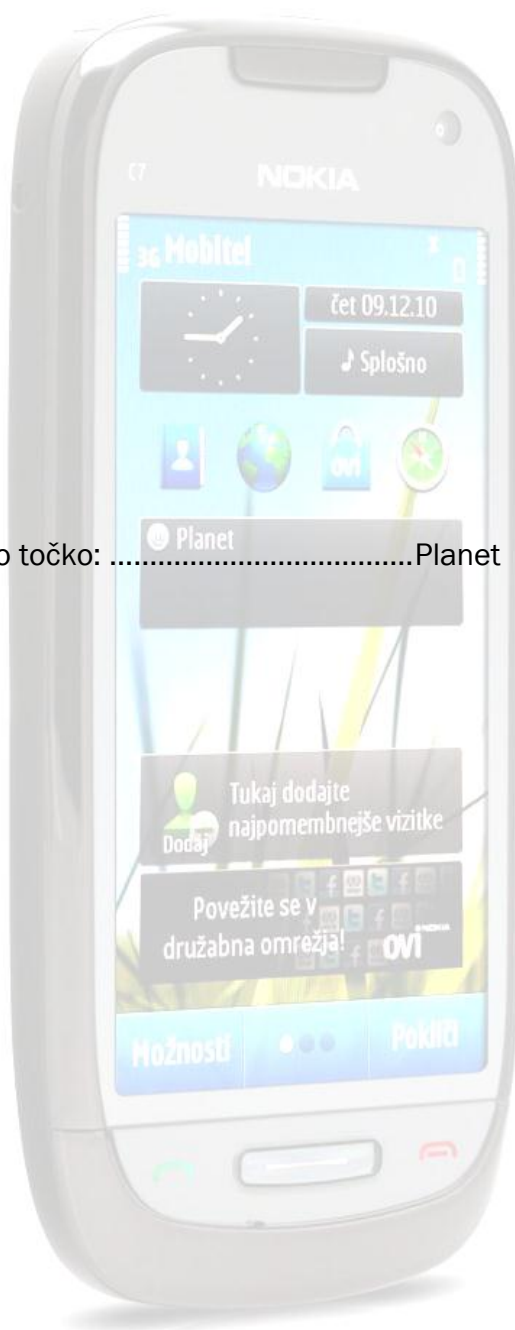 C7
NOKIA
3G Mobitel
čet 09.12.10
♪ Splošno
ovi
Planet
o točko: ....................................Planet
Tukaj dodajte
najpomembnejše vizitke
Dodaj
Povežite se v
družabna omrežja!
ovi NOKIA
Možnosti
Pokliči